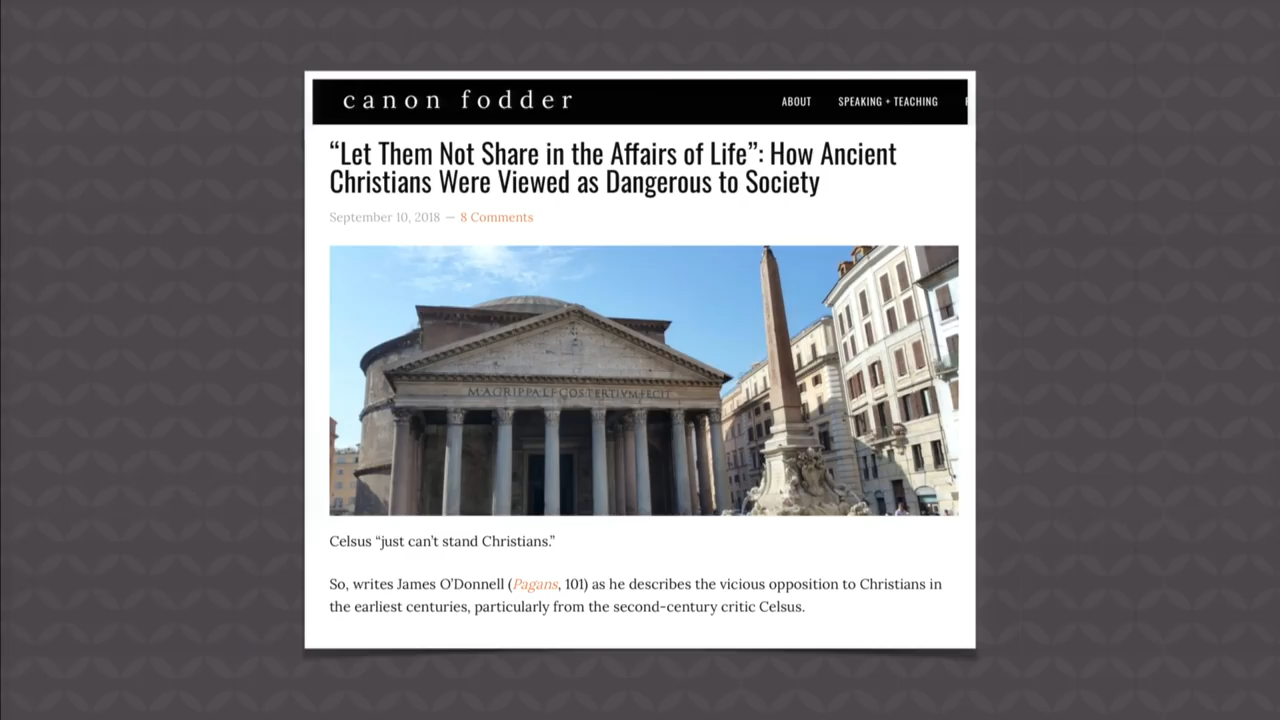 canon fodder
ABOUT
SPEAKING + TEACHING
“Let Them Not Share in the Affairs of Life”: How Ancient
Christians Were Viewed as Dangerous to Society
September 10, 2018 — 8 Comments
M·AGRIPPA·L·F·COS·TERTIVM·FECIT
Celsus “just can’t stand Christians.”
So, writes James O’Donnell (Pagans, 101) as he describes the vicious opposition to Christians in
the earliest centuries, particularly from the second-century critic Celsus.